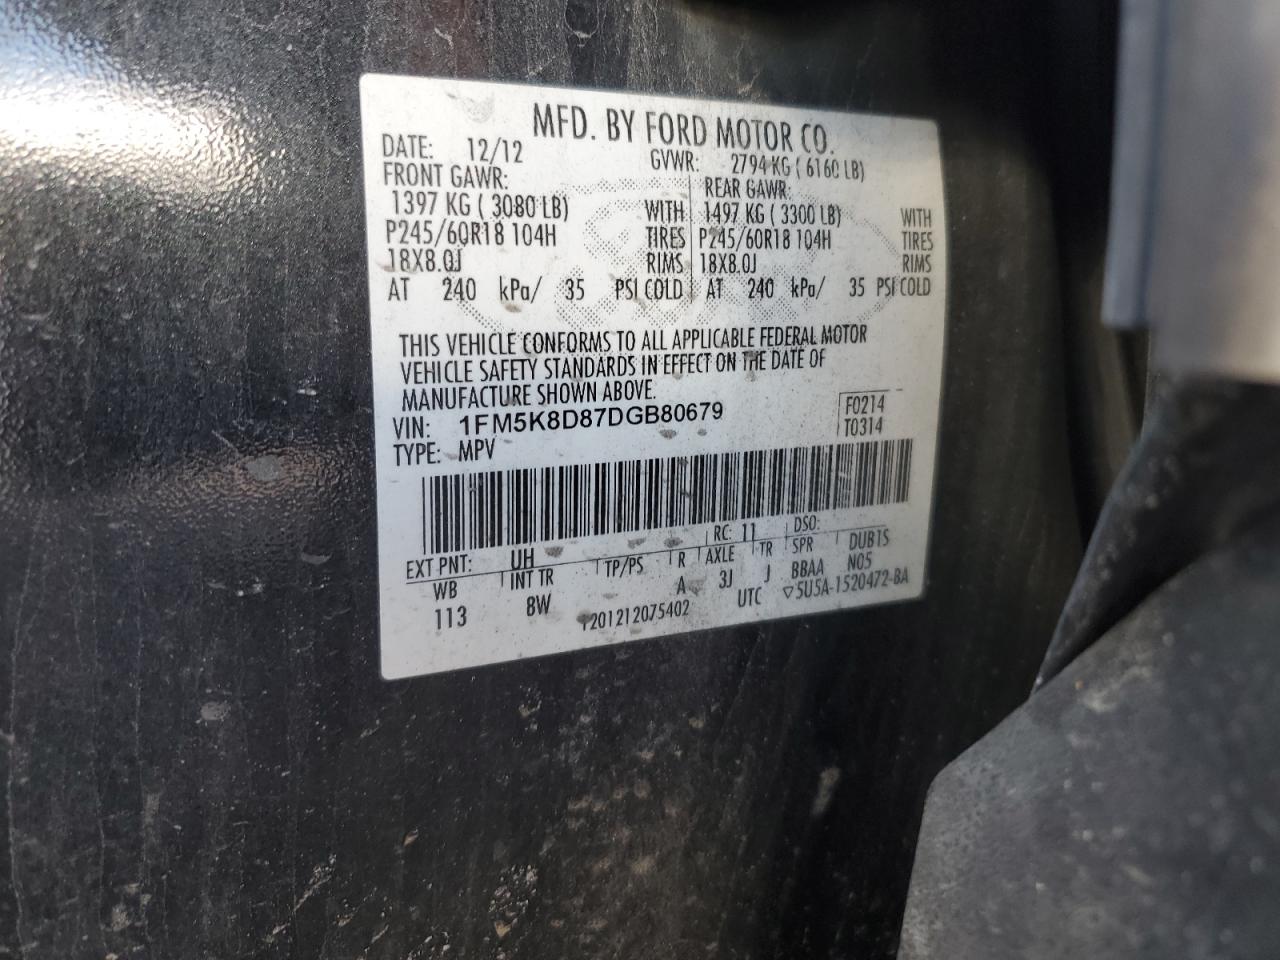 MFD. BY FORD MOTOR CO.
DATE: 12/12 GVWR: 2794 KG ( 6160 LB)
FRONT GAWR: REAR GAWR:
1397 KG ( 3080 LB) WITH 1497 KG ( 3300 LB) WITH
P245/60R18 104H TIRES P245/60R18 104H TIRES
18X8.0J RIMS 18X8.0J RIMS
AT 240 kPa/ 35 PSI COLD AT 240 kPa/ 35 PSI COLD
THIS VEHICLE CONFORMS TO ALL APPLICABLE FEDERAL MOTOR
VEHICLE SAFETY STANDARDS IN EFFECT ON THE DATE OF
MANUFACTURE SHOWN ABOVE.
VIN: 1FM5K8D87DGB80679 F0214
TYPE: MPV T0314
EXT PNT: UH RC: 11 DSO:
WB INT TR TP/PS R AXLE TR SPR DUB1S
113 8W A 3J J BBAA N05
1201212075402 UTC ▽5U5A-1520472-BA